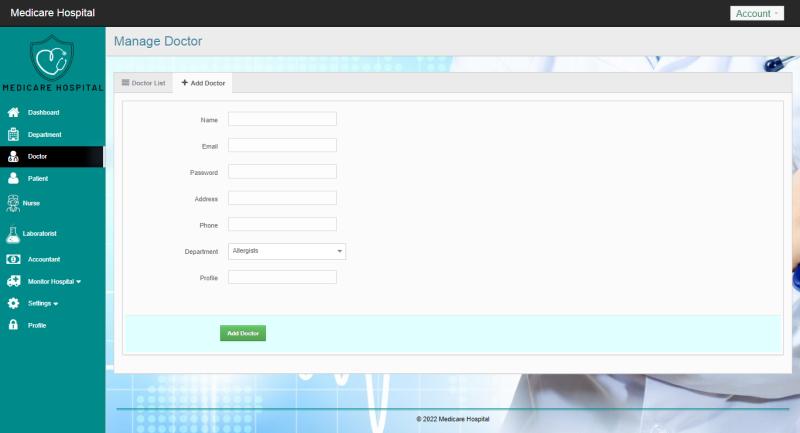 Medicare Hospital
Account
MEDICARE HOSPITAL
Dashboard
Department
Doctor
Patient
Nurse
Laboratorist
Accountant
Monitor Hospital
Settings
Profile
Manage Doctor
Doctor List
Add Doctor
Name
Email
Password
Address
Phone
Department
Allergists
Profile
Add Doctor
© 2022 Medicare Hospital